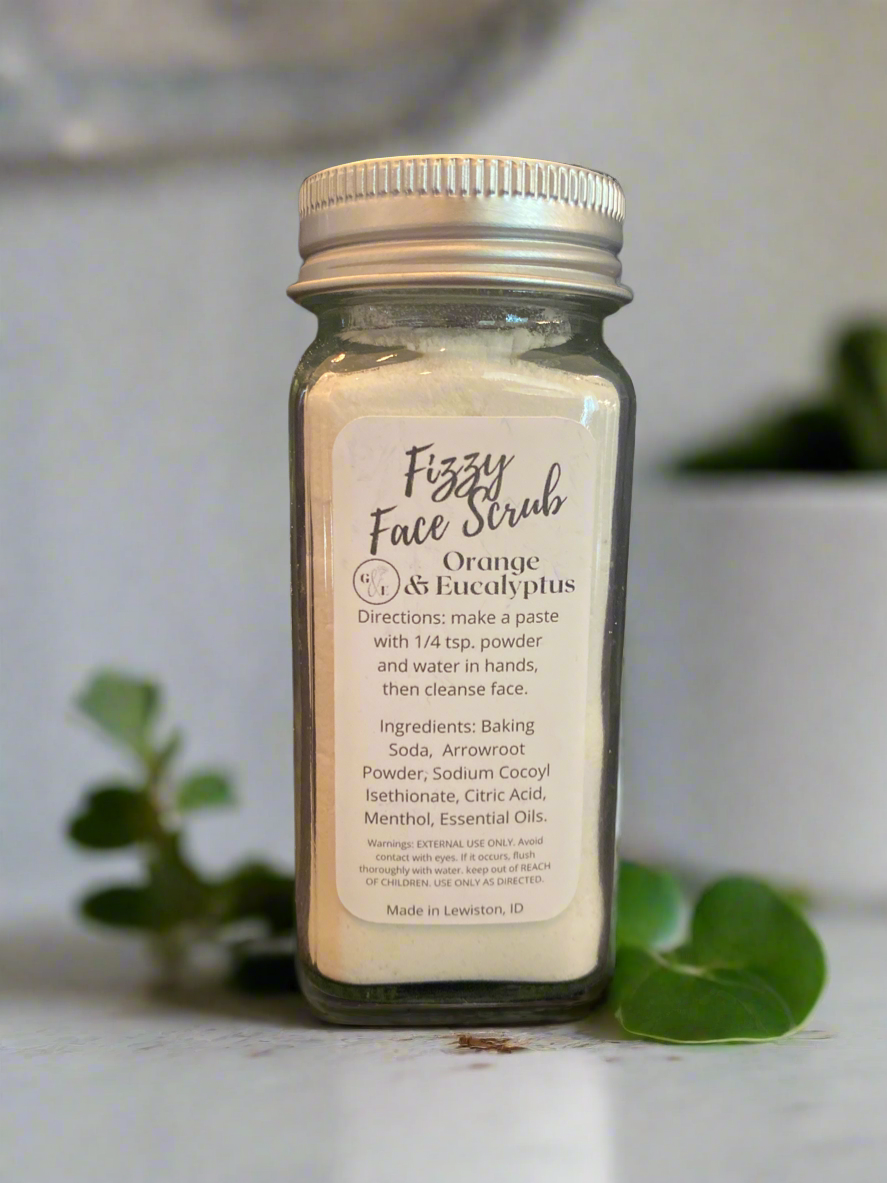 Fizzy
Face Scrub
Orange
G & E & Eucalyptus
Directions: make a paste
with 1/4 tsp. powder
and water in hands,
then cleanse face.
Ingredients: Baking
Soda, Arrowroot
Powder, Sodium Cocoyl
Isethionate, Citric Acid,
Menthol, Essential Oils.
Warnings: EXTERNAL USE ONLY. Avoid
contact with eyes. If it occurs, flush
thoroughly with water. keep out of REACH
OF CHILDREN. USE ONLY AS DIRECTED.
Made in Lewiston, ID